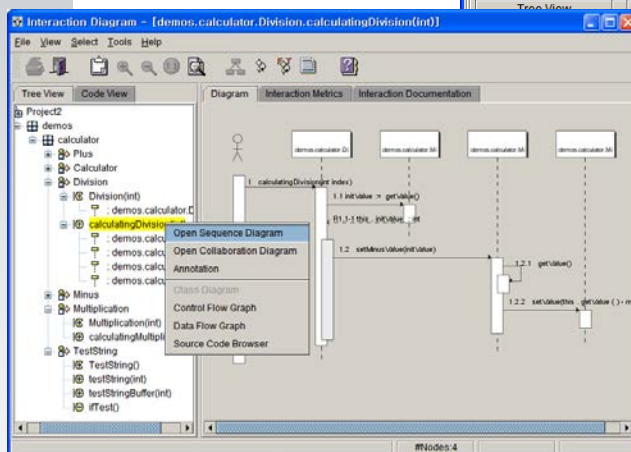 Tree View
Interaction Diagram - [demos.calculator.Division.calculatingDivision(int)]
File View Select Tools Help
Tree View Code View
Diagram Interaction Metrics Interaction Documentation
Project2
demos
calculator
Plus
Calculator
Division
Division(int)
: demos.calculator.D
calculatingDivision(int)
: demos.calcu
: demos.calcu
: demos.calcu
: demos.calcu
Minus
Multiplication
Multiplication(int)
calculatingMultipli
TestString
TestString()
testString(int)
testStringBuffer(int)
ifTest()
Open Sequence Diagram
Open Collaboration Diagram
Annotation
Class Diagram
Control Flow Graph
Data Flow Graph
Source Code Browser
demos.calculator.Di
demos.calculator.Mi
demos.calculator.Mi
demos.calculator.Mi
1 calculatingDivision(int index)
1.1 initValue := getValue()
1.2 setMinusValue(initValue)
1.2.1 getValue()
1.2.2 setValue(this . getValue ( ) - m
#Nodes:4